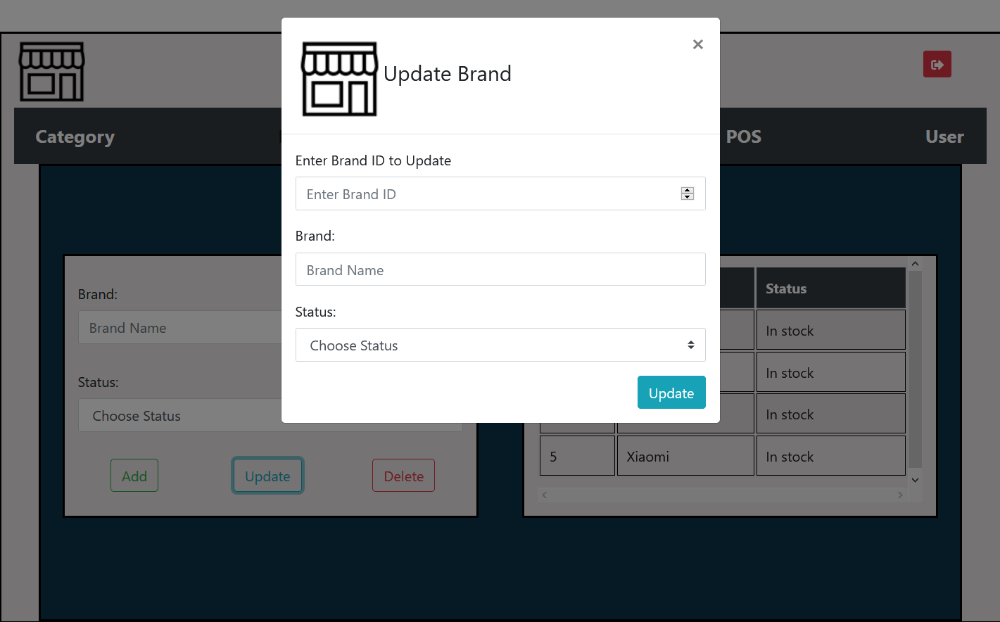 ×
Update Brand
Category
POS
User
Enter Brand ID to Update
Enter Brand ID
Brand:
Brand Name
Status:
Choose Status
Update
Brand:
Brand Name
Status:
Choose Status
Add
Update
Delete
Status
In stock
In stock
In stock
5 Xiaomi In stock